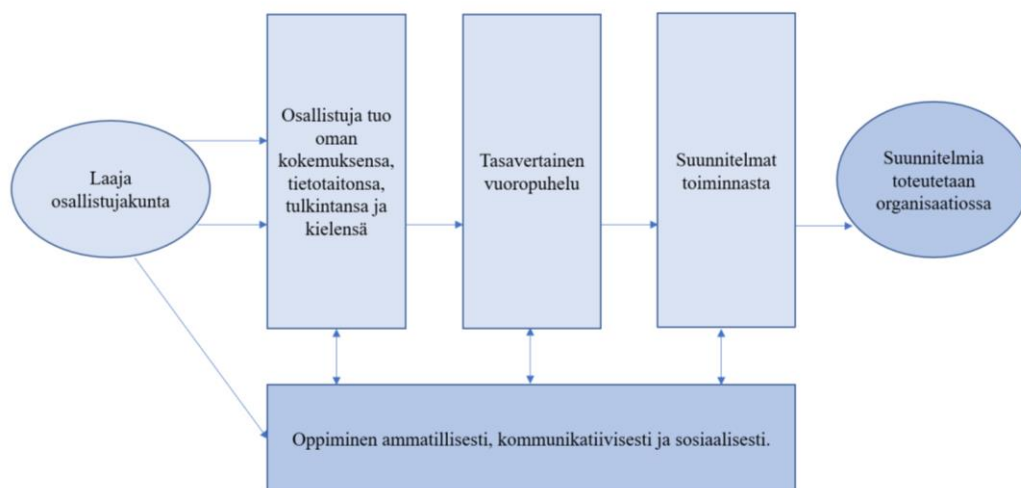 Laaja
osallistujakunta
Osallistuja tuo
oman
kokemuksensa,
tietotaitonsa,
tulkintansa ja
kielensä
Tasavertainen
vuoropuhelu
Suunnitelmat
toiminnasta
Suunnitelmia
toteutetaan
organisaatiossa
Oppiminen ammatillisesti, kommunikatiivisesti ja sosiaalisesti.